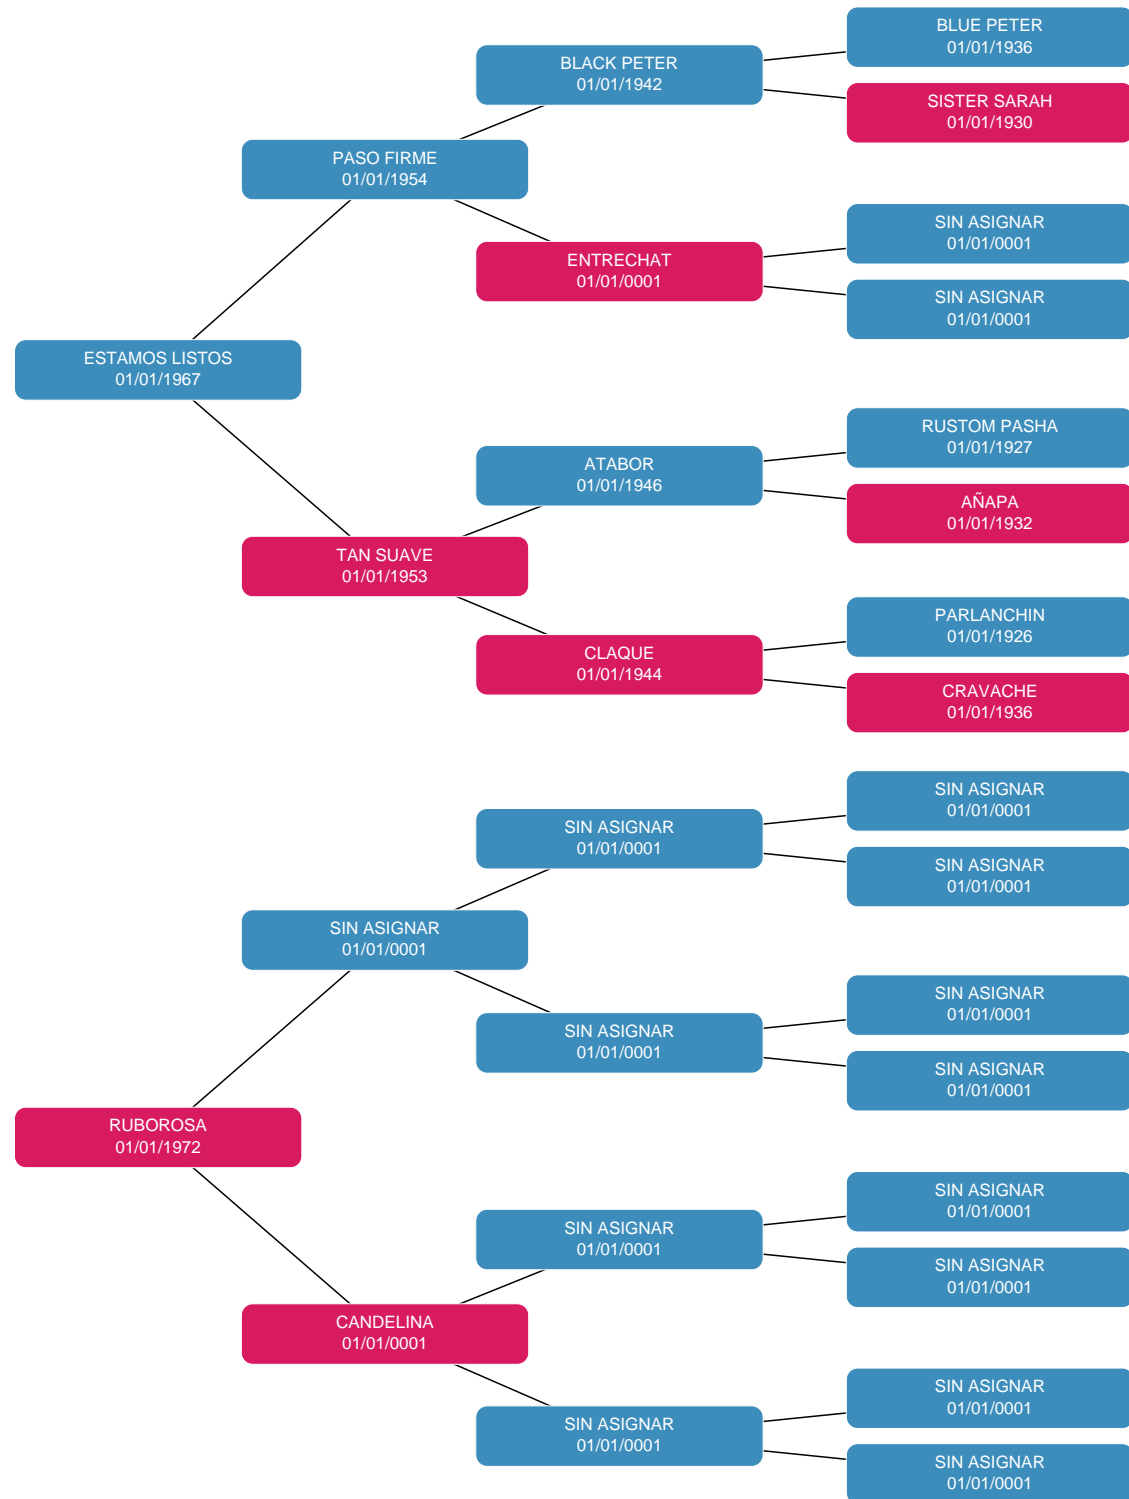 BLUE PETER
01/01/1936
BLACK PETER
01/01/1942
SISTER SARAH
01/01/1930
PASO FIRME
01/01/1954
SIN ASIGNAR
01/01/0001
ENTRECHAT
01/01/0001
SIN ASIGNAR
01/01/0001
ESTAMOS LISTOS
01/01/1967
RUSTOM PASHA
01/01/1927
ATABOR
01/01/1946
AÑAPA
01/01/1932
TAN SUAVE
01/01/1953
PARLANCHIN
01/01/1926
CLAQUE
01/01/1944
CRAVACHE
01/01/1936
SIN ASIGNAR
01/01/0001
SIN ASIGNAR
01/01/0001
SIN ASIGNAR
01/01/0001
SIN ASIGNAR
01/01/0001
SIN ASIGNAR
01/01/0001
SIN ASIGNAR
01/01/0001
SIN ASIGNAR
01/01/0001
RUBOROSA
01/01/1972
SIN ASIGNAR
01/01/0001
SIN ASIGNAR
01/01/0001
SIN ASIGNAR
01/01/0001
CANDELINA
01/01/0001
SIN ASIGNAR
01/01/0001
SIN ASIGNAR
01/01/0001
SIN ASIGNAR
01/01/0001